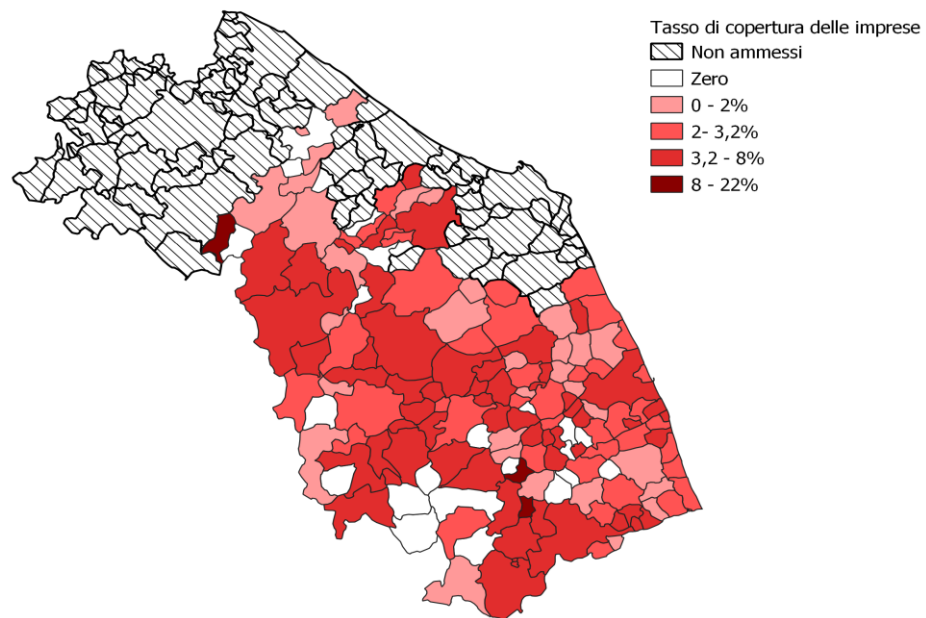 Tasso di copertura delle imprese
Non ammessi
Zero
0 - 2%
2- 3,2%
3,2 - 8%
8 - 22%